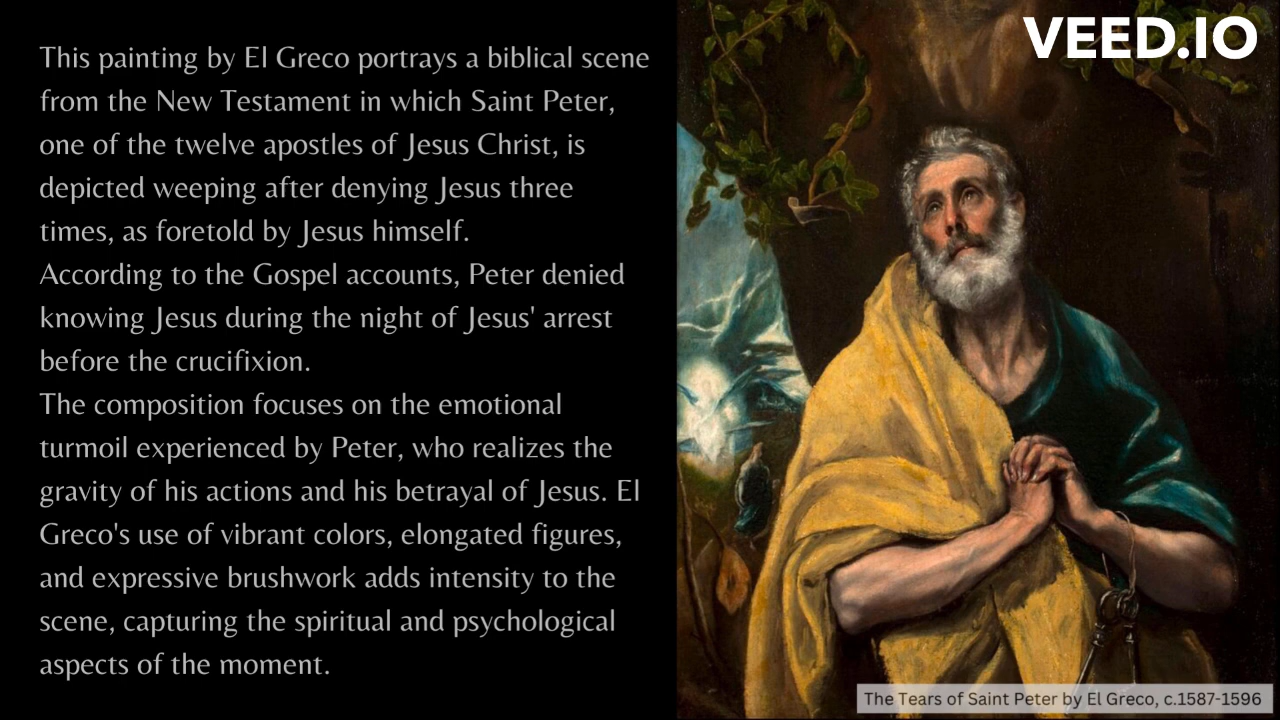 This painting by El Greco portrays a biblical scene
from the New Testament in which Saint Peter,
one of the twelve apostles of Jesus Christ, is
depicted weeping after denying Jesus three
times, as foretold by Jesus himself.
According to the Gospel accounts, Peter denied
knowing Jesus during the night of Jesus' arrest
before the crucifixion.
The composition focuses on the emotional
turmoil experienced by Peter, who realizes the
gravity of his actions and his betrayal of Jesus. El
Greco's use of vibrant colors, elongated figures,
and expressive brushwork adds intensity to the
scene, capturing the spiritual and psychological
aspects of the moment.
VEED.IO
The Tears of Saint Peter by El Greco, c.1587-1596